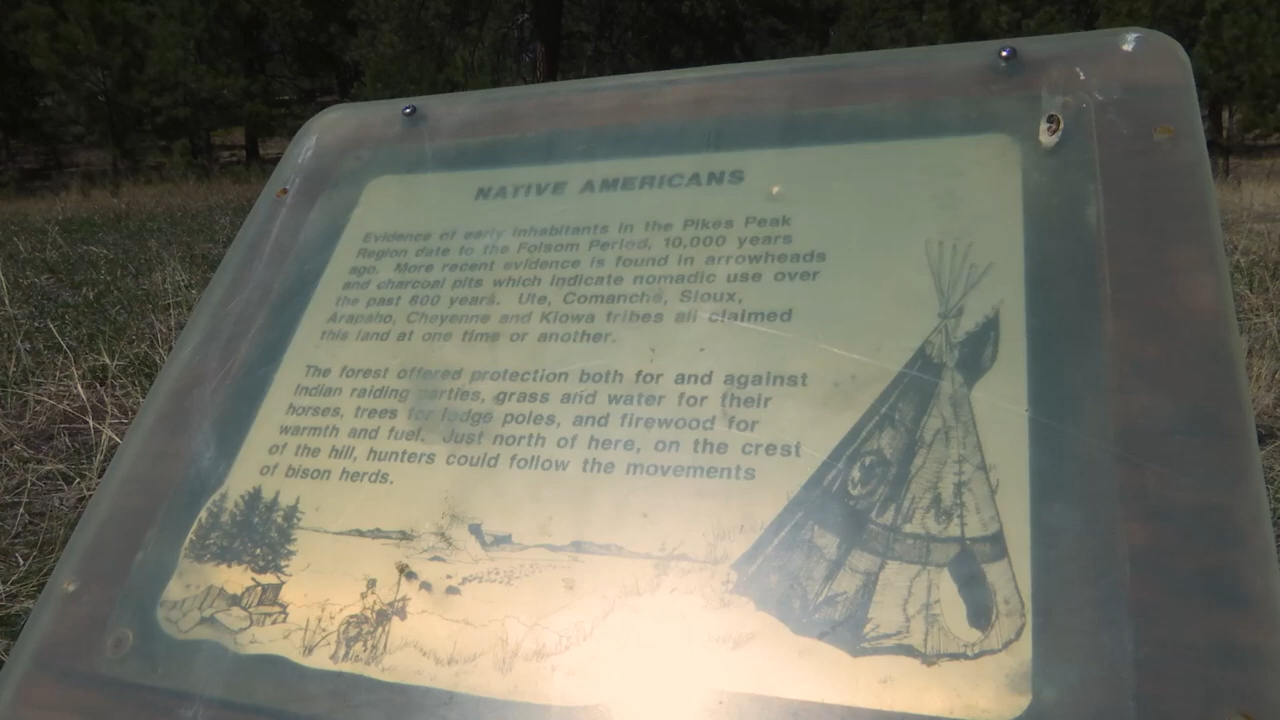 NATIVE AMERICANS
Evidence of early inhabitants in the Pikes Peak
Region date to the Folsom Period, 10,000 years
ago. More recent evidence is found in arrowheads
and charcoal pits which indicate nomadic use over
the past 600 years. Ute, Comanche, Sioux,
Arapaho, Cheyenne and Kiowa tribes all claimed
this land at one time or another.
The forest offered protection both for and against
Indian raiding parties, grass and water for their
horses, trees for lodge poles, and firewood for
warmth and fuel. Just north of here, on the crest
of the hill, hunters could follow the movements
of bison herds.